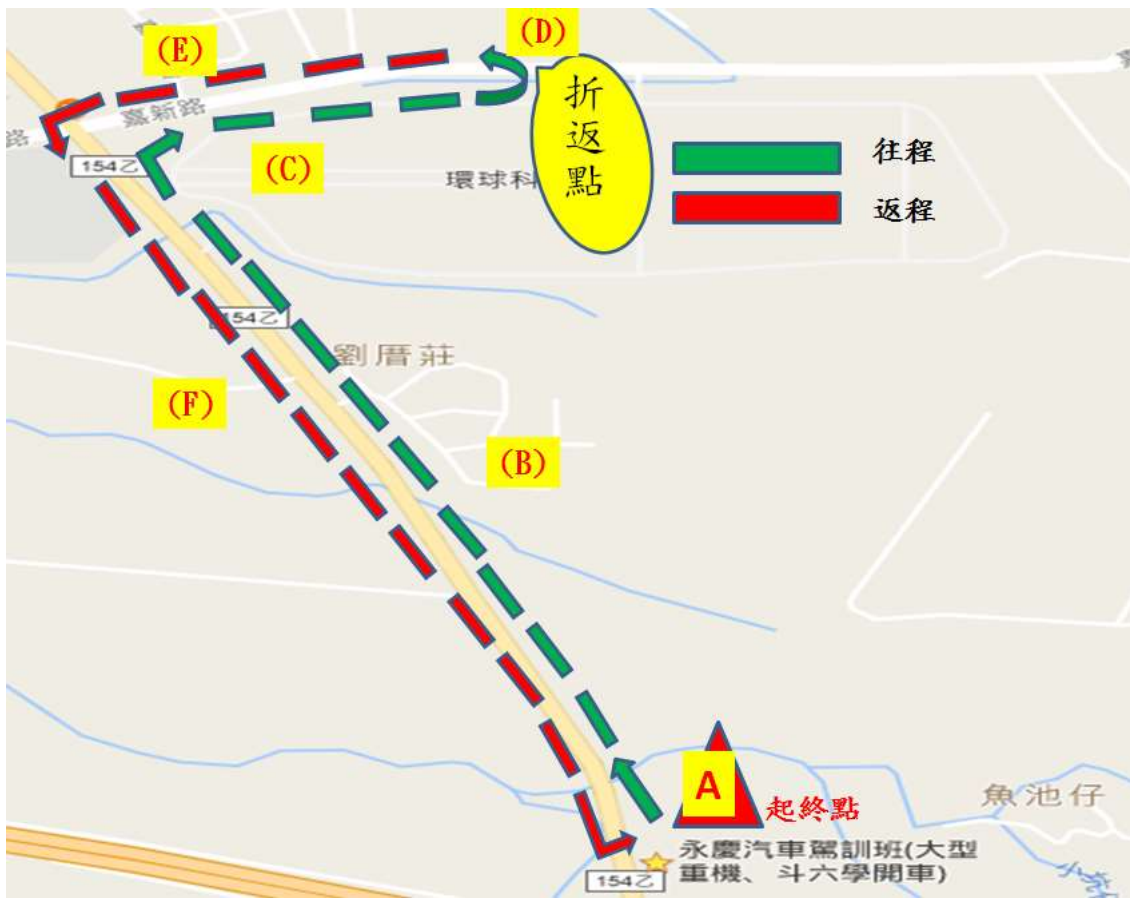 (D)
(E)
折返點
嘉新路
路
154乙
(C)
環球科
往程
返程
154乙
劉厝莊
(F)
(B)
A
起終點
魚池仔
永慶汽車駕訓班(大型
重機、斗六學開車)
154乙